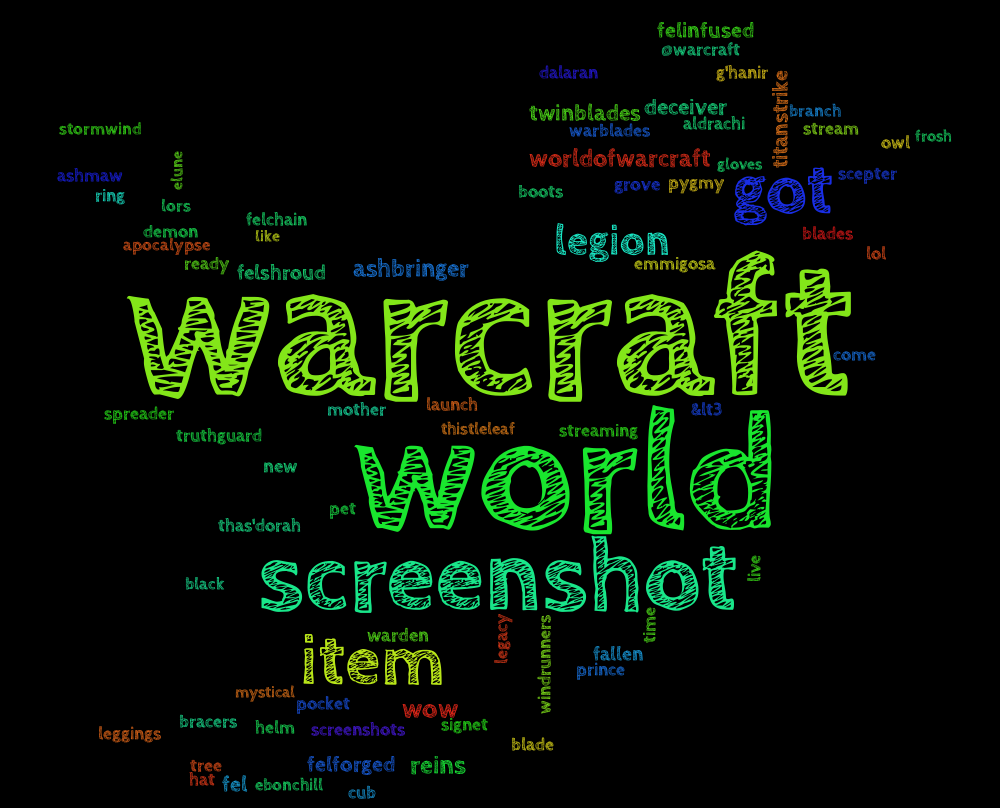 felinfused
@warcraft
dalaran
g'hanir
titanstrike
twinblades
deceiver
branch
stormwind
warblades
aldrachi
stream
owl
frosh
elune
worldofwarcraft
gloves
ashmaw
ring
boots
grove
pygmy
got
scepter
lors
felchain
like
demon
apocalypse
legion
blades
lol
ready
felshroud
ashbringer
emmigosa
warcraft
come
spreader
mother
launch
&lt3
truthguard
thistleleaf
streaming
new
world
pet
thas'dorah
black
screenshot
live
warden
item
legacy
windrunners
time
fallen
prince
mystical
pocket
wow
leggings
bracers
helm
screenshots
signet
blade
tree
hat
fel
ebonchill
felforged
reins
cub